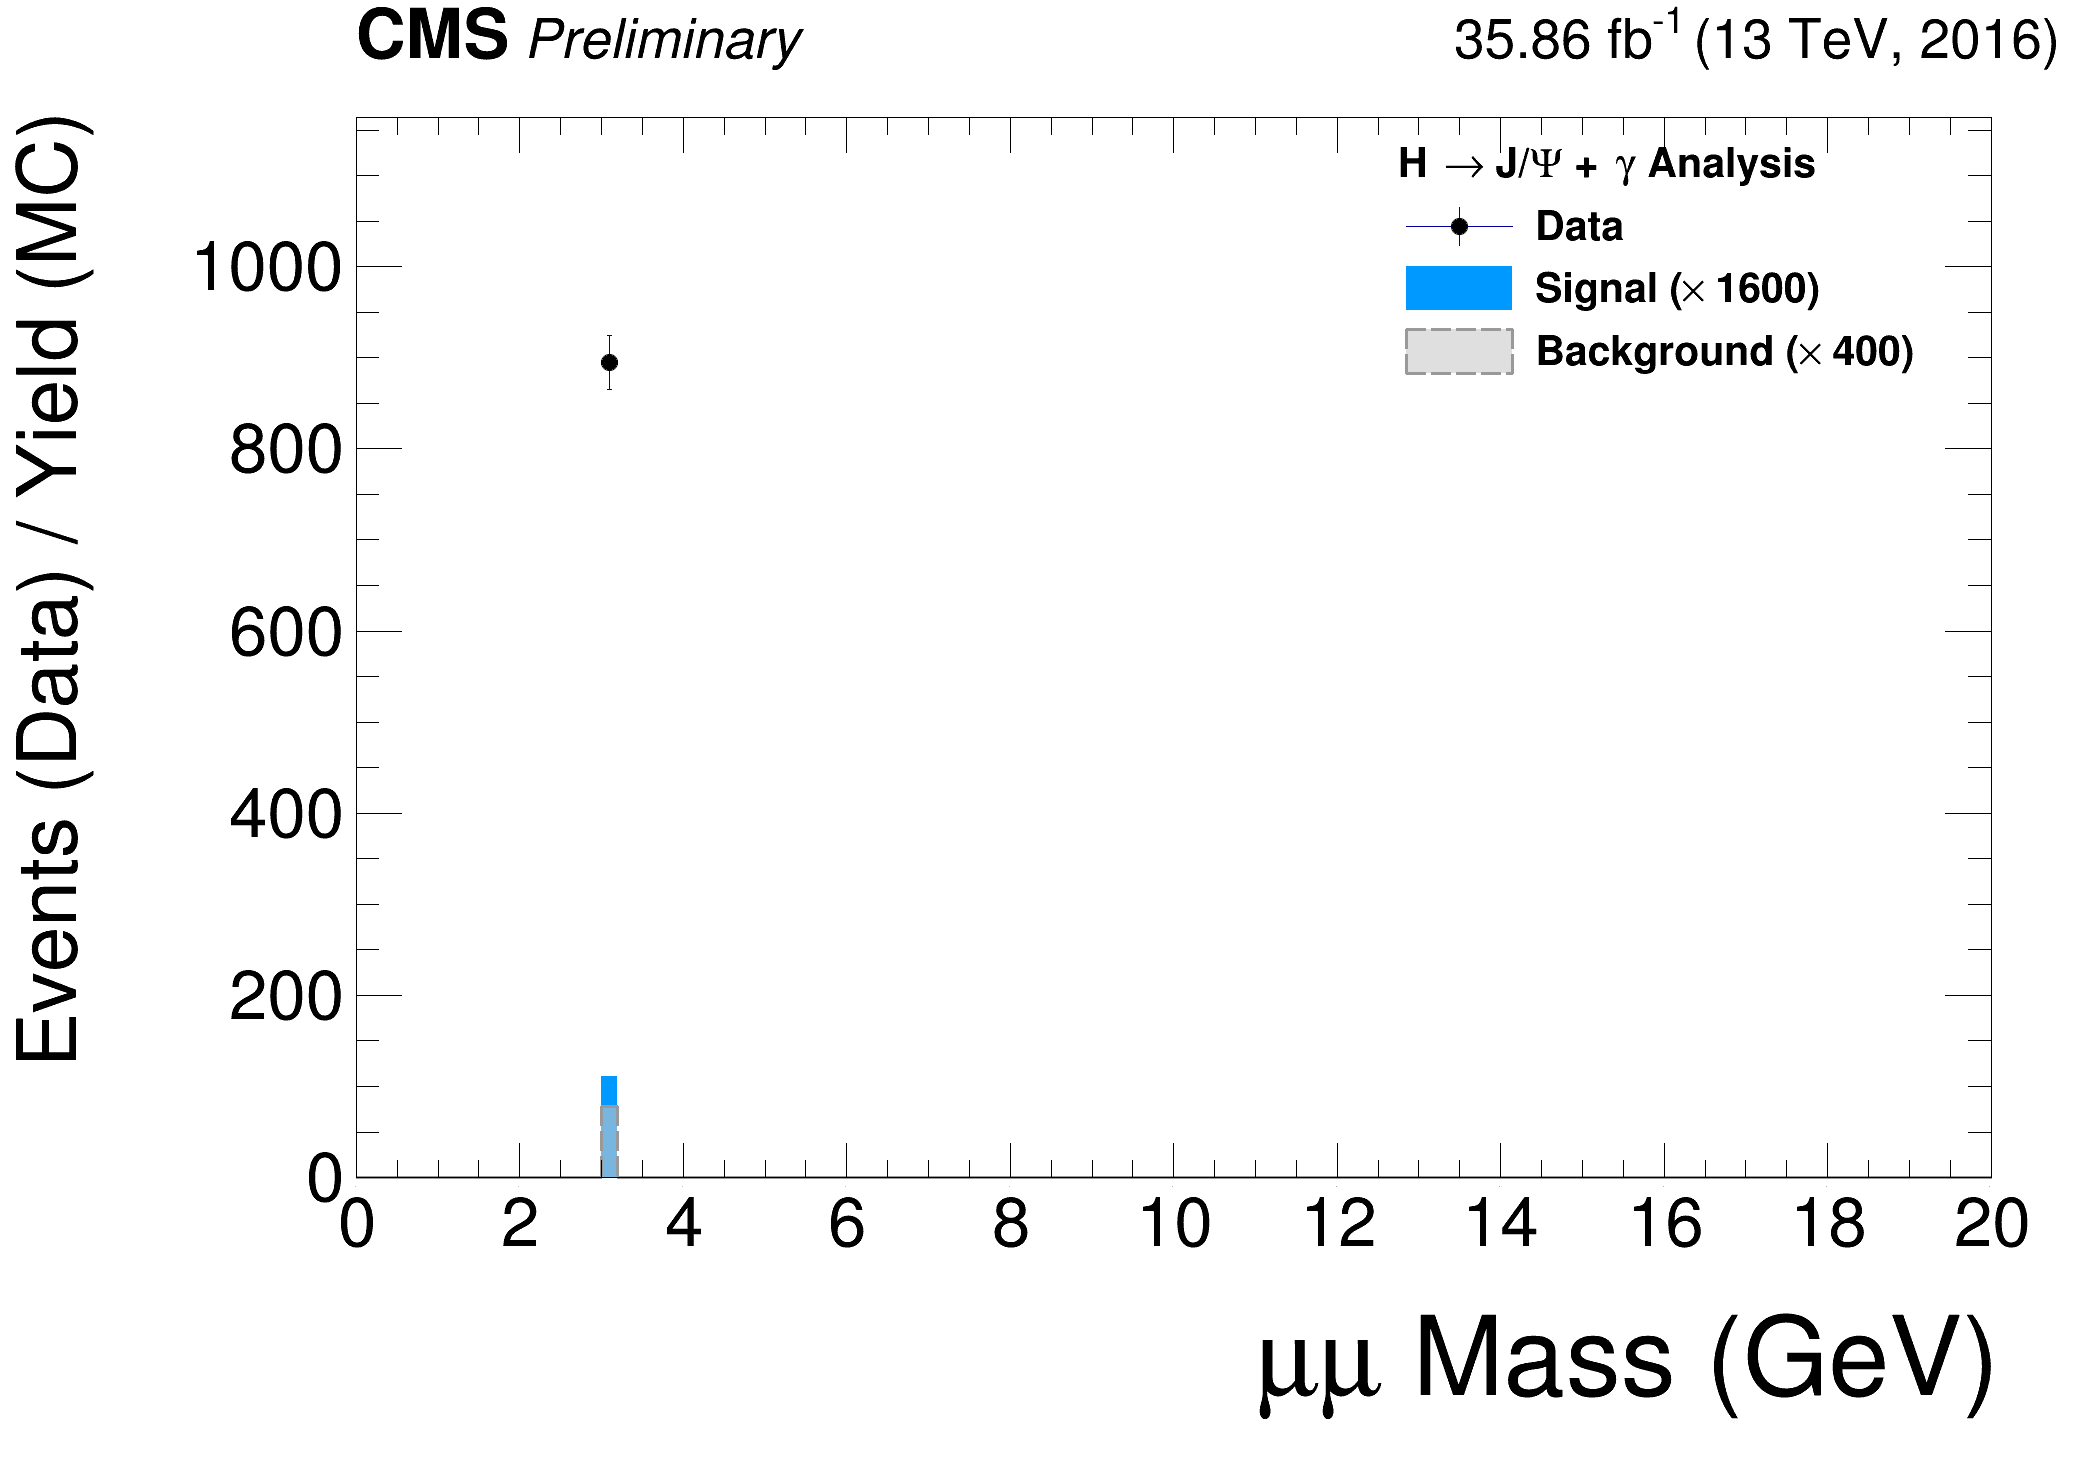 CMS Preliminary 35.86 fb⁻¹ (13 TeV, 2016)
Events (Data) / Yield (MC)
H → J/Ψ + γ Analysis
Data
Signal (× 1600)
Background (× 400)
1000
800
600
400
200
0
0 2 4 6 8 10 12 14 16 18 20
μμ Mass (GeV)